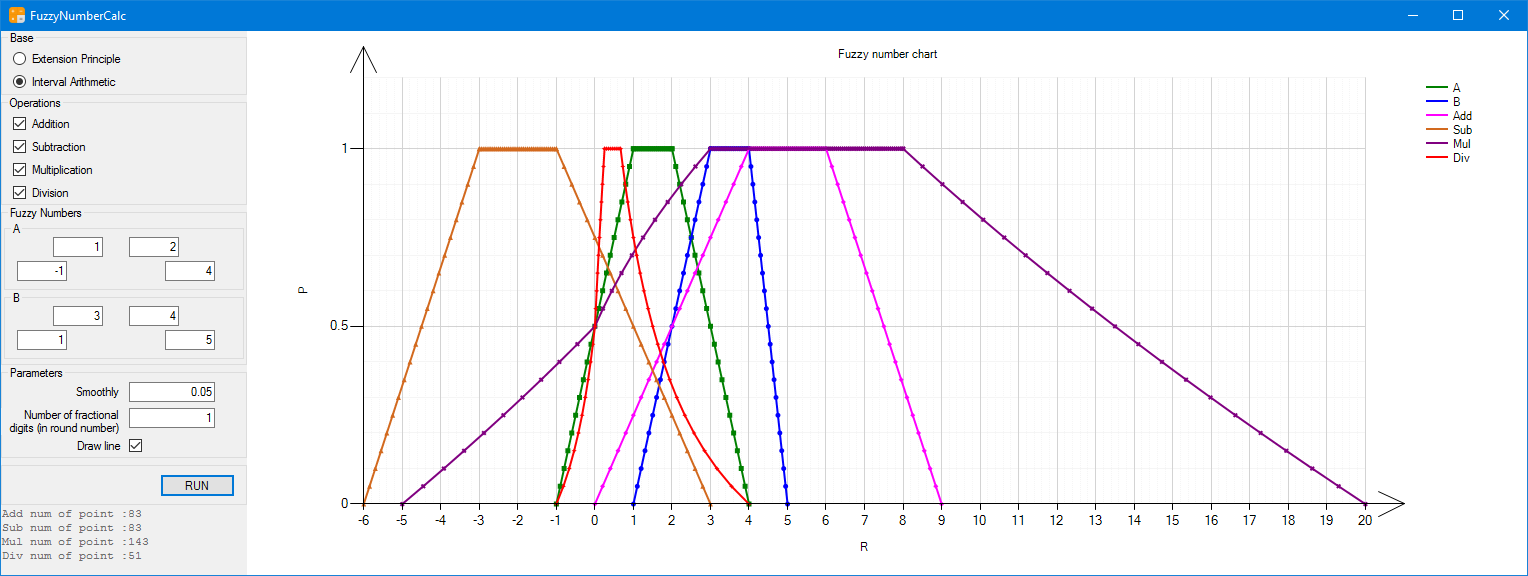 FuzzyNumberCalc
Base
Extension Principle
Interval Arithmetic
Operations
Addition
Subtraction
Multiplication
Division
Fuzzy Numbers
A
1 2
-1 4
B
3 4
1 5
Parameters
Smoothly 0.05
Number of fractional
digits (in round number) 1
Draw line
RUN
Add num of point :83
Sub num of point :83
Mul num of point :143
Div num of point :51
Fuzzy number chart
A
B
Add
Sub
Mul
Div
1
0.5
0
P
-6 -5 -4 -3 -2 -1 0 1 2 3 4 5 6 7 8 9 10 11 12 13 14 15 16 17 18 19 20
R